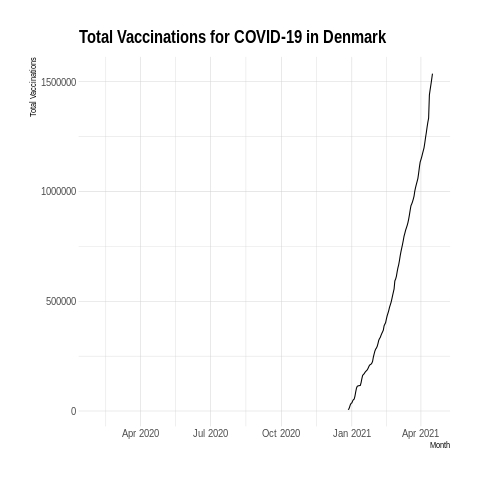 Total Vaccinations for COVID-19 in Denmark
Total Vaccinations
1500000
1000000
500000
0
Apr 2020 Jul 2020 Oct 2020 Jan 2021 Apr 2021
Month